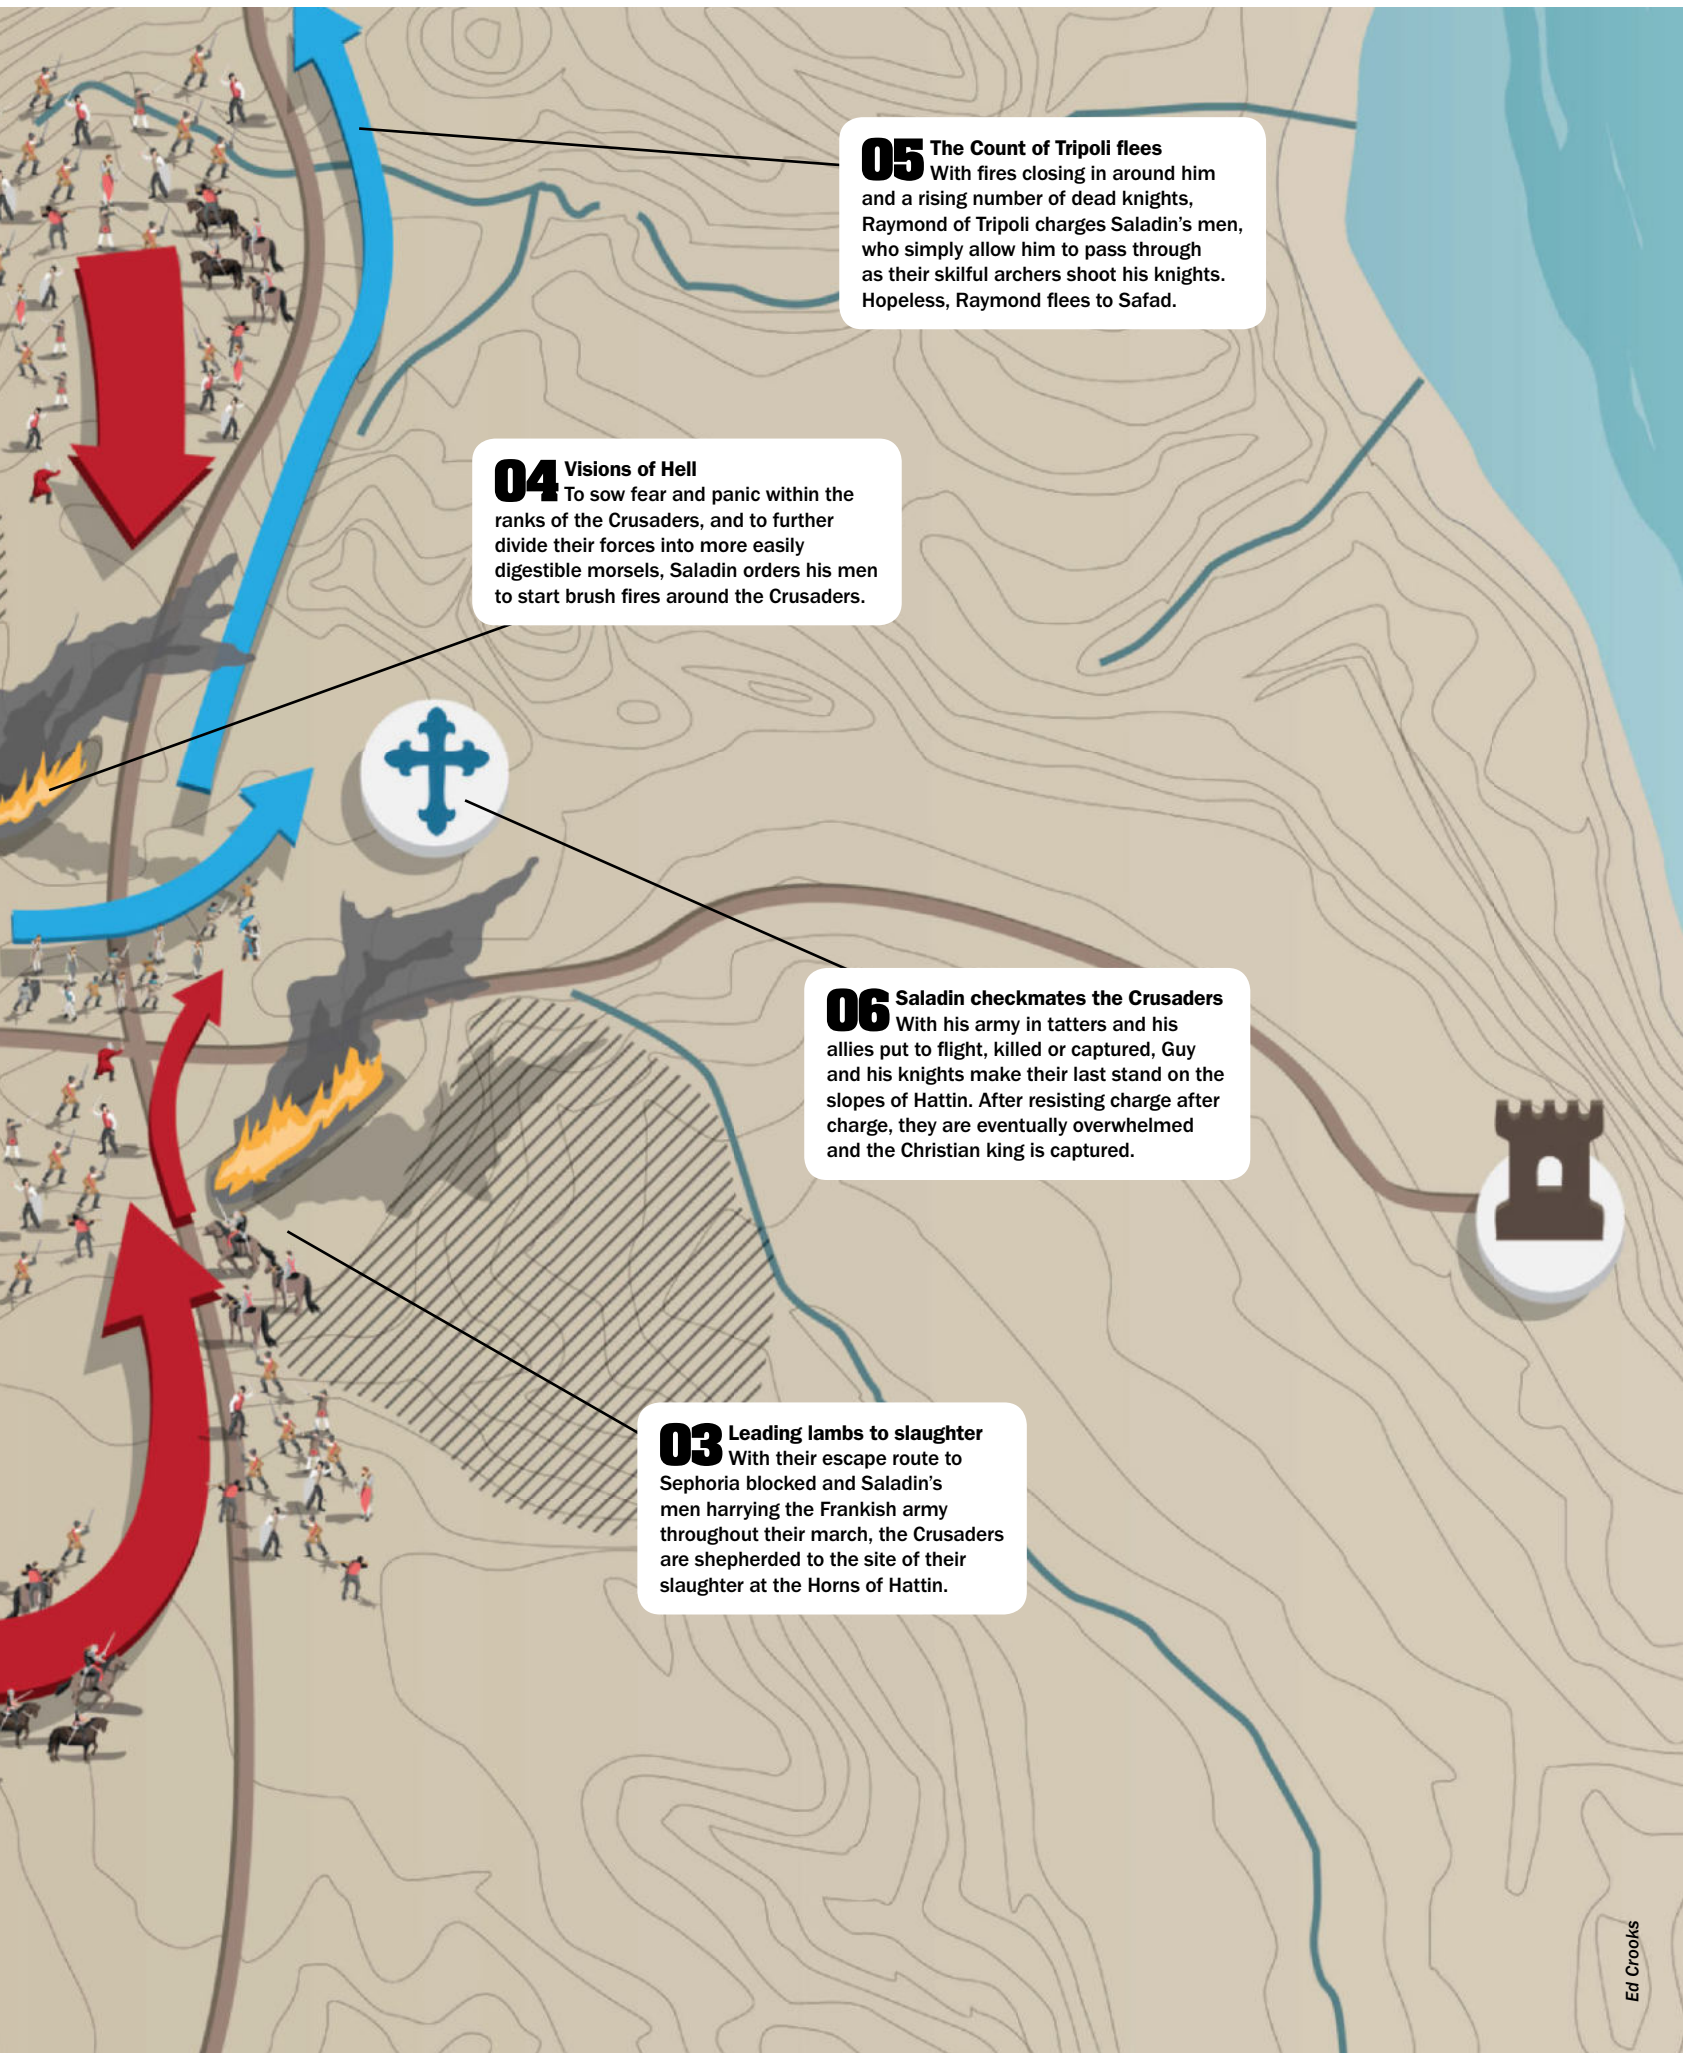 05 The Count of Tripoli flees
With fires closing in around him
and a rising number of dead knights,
Raymond of Tripoli charges Saladin's men,
who simply allow him to pass through
as their skilful archers shoot his knights.
Hopeless, Raymond flees to Safad.
04 Visions of Hell
To sow fear and panic within the
ranks of the Crusaders, and to further
divide their forces into more easily
digestible morsels, Saladin orders his men
to start brush fires around the Crusaders.
06 Saladin checkmates the Crusaders
With his army in tatters and his
allies put to flight, killed or captured, Guy
and his knights make their last stand on the
slopes of Hattin. After resisting charge after
charge, they are eventually overwhelmed
and the Christian king is captured.
03 Leading lambs to slaughter
With their escape route to
Sephoria blocked and Saladin's
men harrying the Frankish army
throughout their march, the Crusaders
are shepherded to the site of their
slaughter at the Horns of Hattin.
Ed Crooks